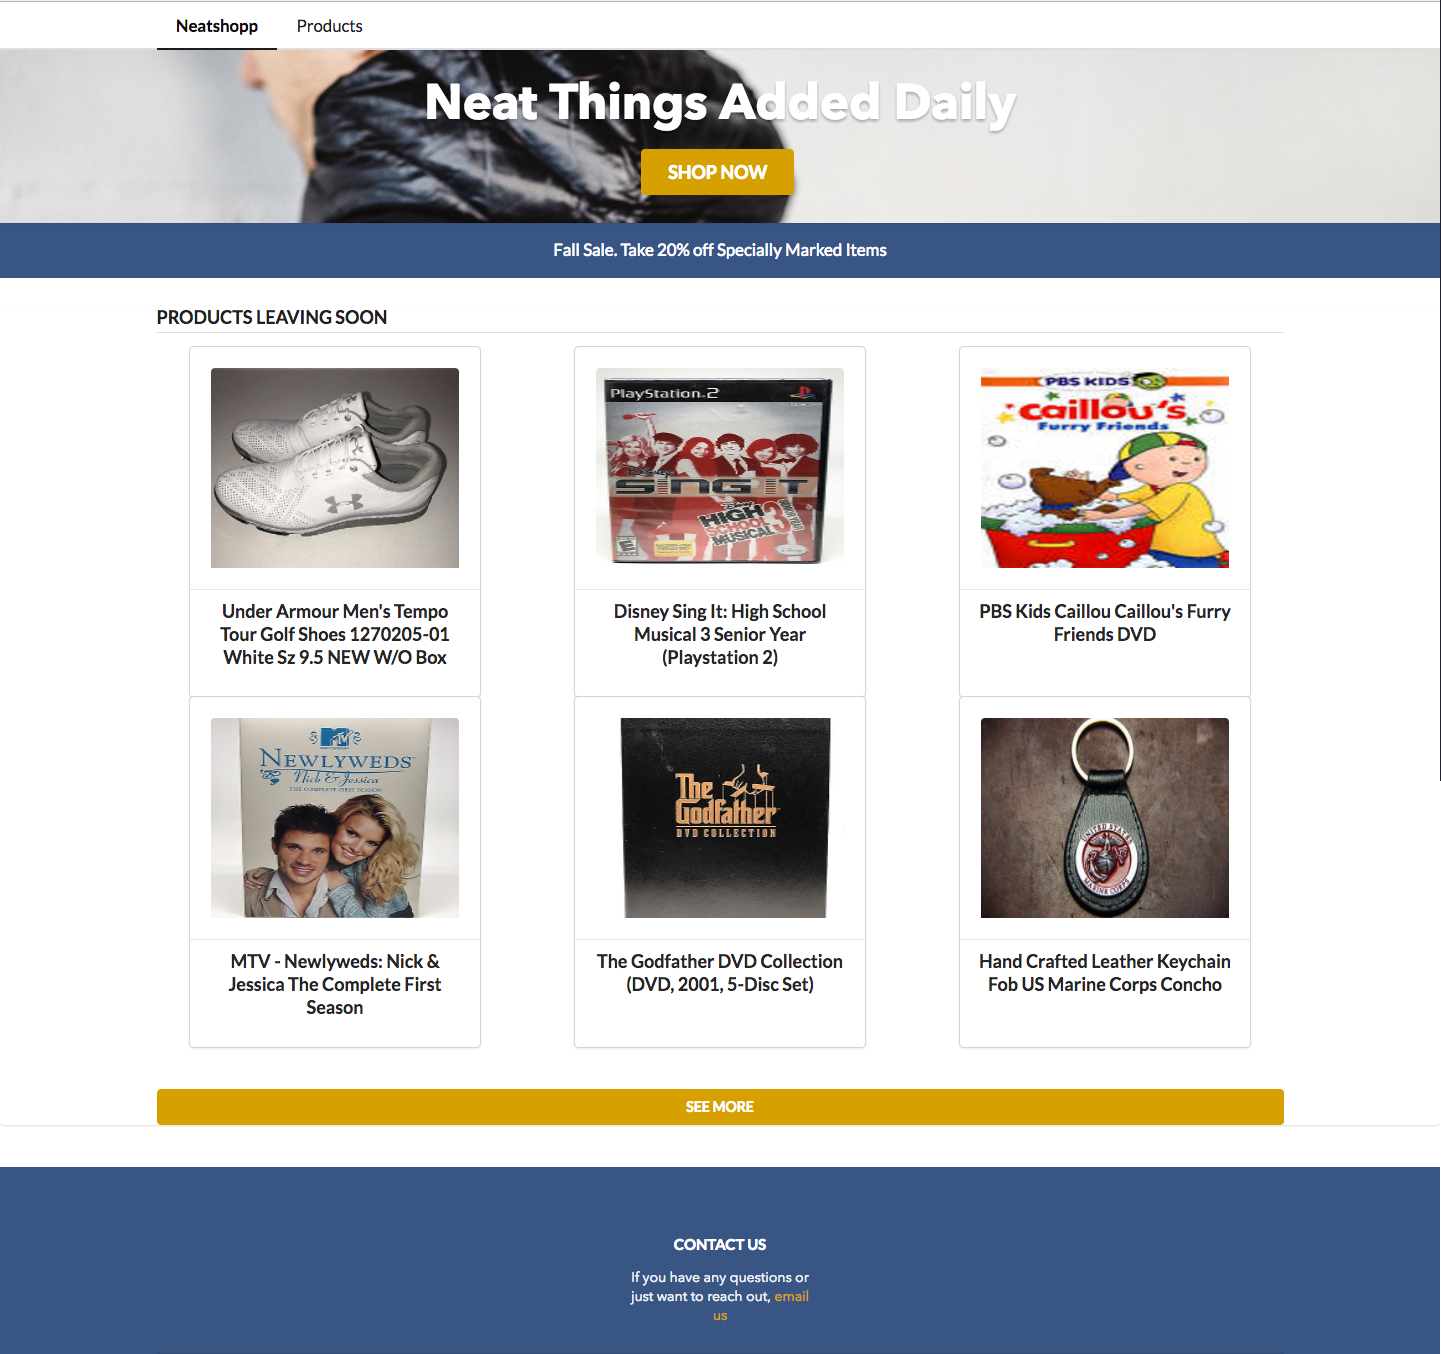 Neatshopp Products
Neat Things Added Daily
SHOP NOW
Fall Sale. Take 20% off Specially Marked Items
PRODUCTS LEAVING SOON
PlayStation 2
Disney
SING IT
Disney
HIGH
SCHOOL
MUSICAL 3
SENIOR YEAR
E
Disney
PBS KIDS
Caillou's
Furry Friends
Under Armour Men's Tempo
Tour Golf Shoes 1270205-01
White Sz 9.5 NEW W/O Box
Disney Sing It: High School
Musical 3 Senior Year
(Playstation 2)
PBS Kids Caillou Caillou's Furry
Friends DVD
MTV
NEWLYWEDS
Nick & Jessica
THE COMPLETE FIRST SEASON
The
Godfather
DVD COLLECTION
UNITED STATES
MARINE CORPS
MTV - Newlyweds: Nick &
Jessica The Complete First
Season
The Godfather DVD Collection
(DVD, 2001, 5-Disc Set)
Hand Crafted Leather Keychain
Fob US Marine Corps Concho
SEE MORE
CONTACT US
If you have any questions or
just want to reach out, email
us